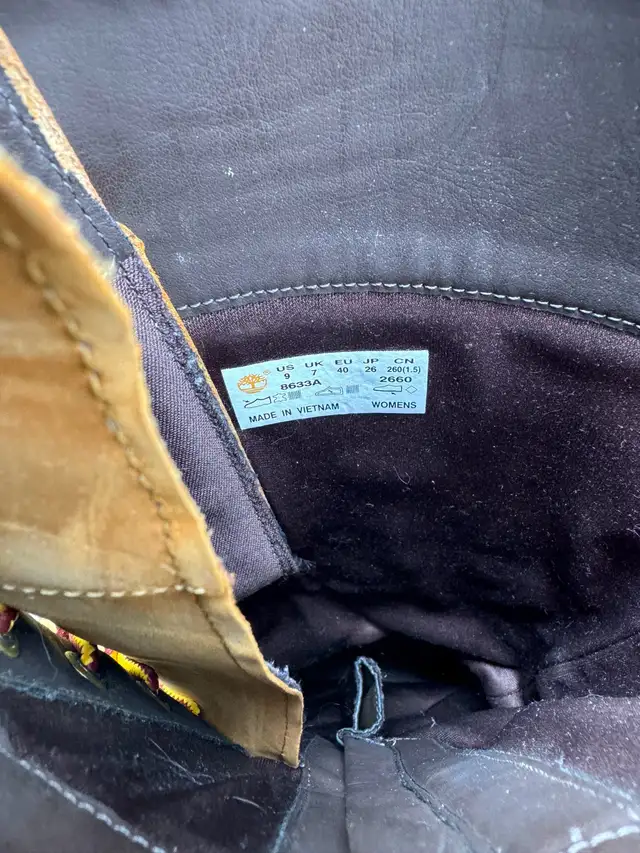 US UK EU JP CN
9 7 40 26 260(1.5)
8633A 2660
MADE IN VIETNAM WOMENS